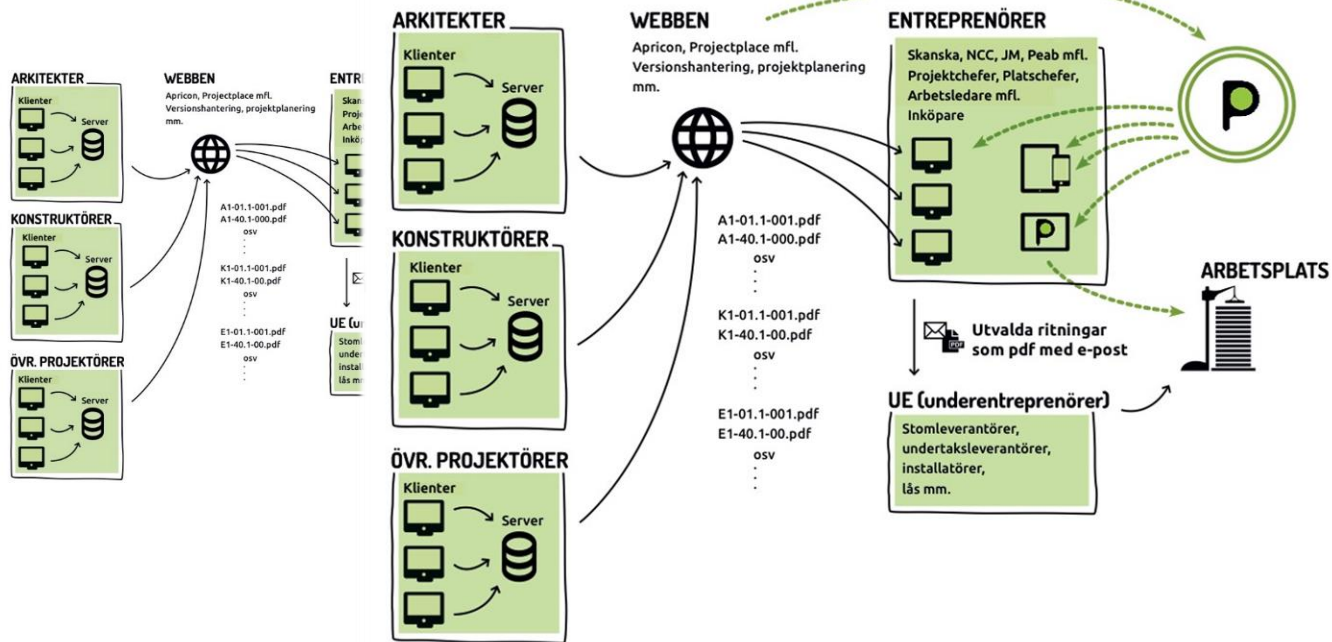 ARKITEKTER
Klienter
Server
KONSTRUKTÖRER
Klienter
Server
ÖVR. PROJEKTÖRER
Klienter
Server
WEBBEN
Apricon, Projectplace mfl.
Versionshantering, projektplanering
mm.
A1-01.1-001.pdf
A1-40.1-000.pdf
osv
K1-01.1-001.pdf
K1-40.1-00.pdf
osv
E1-01.1-001.pdf
E1-40.1-00.pdf
osv
ARKITEKTER
Klienter
Server
KONSTRUKTÖRER
Klienter
Server
ÖVR. PROJEKTÖRER
Klienter
Server
WEBBEN
Apricon, Projectplace mfl.
Versionshantering, projektplanering
mm.
A1-01.1-001.pdf
A1-40.1-000.pdf
osv
K1-01.1-001.pdf
K1-40.1-00.pdf
osv
E1-01.1-001.pdf
E1-40.1-00.pdf
osv
ENTREPRENÖRER
Skanska, NCC, JM, Peab mfl.
Projektchefer, Platschefer,
Arbetsledare mfl.
Inköpare
PDF
Utvalda ritningar
som pdf med e-post
UE (underentreprenörer)
Stomleverantörer,
undertaksleverantörer,
installatörer,
lås mm.
ARBETSPLATS